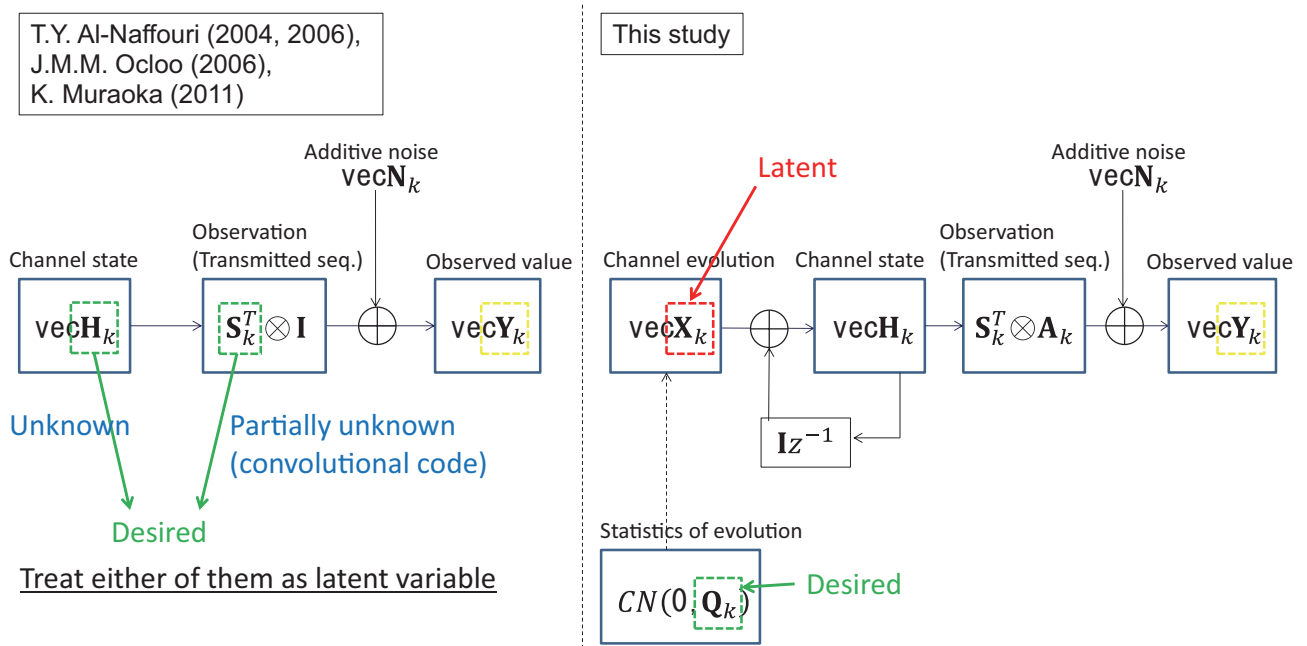 T.Y. Al-Naffouri (2004, 2006),
J.M.M. Ocloo (2006),
K. Muraoka (2011)
Additive noise
vecN_k
Channel state
Observation
(Transmitted seq.)
Observed value
vecH_k
S_k^T ⊗ I
vecY_k
Unknown
Partially unknown
(convolutional code)
Desired
Treat either of them as latent variable
This study
Latent
Additive noise
vecN_k
Channel evolution
Channel state
Observation
(Transmitted seq.)
Observed value
vecX_k
vecH_k
S_k^T ⊗ A_k
vecY_k
Iz^{-1}
Statistics of evolution
CN(0, Q_k)
Desired